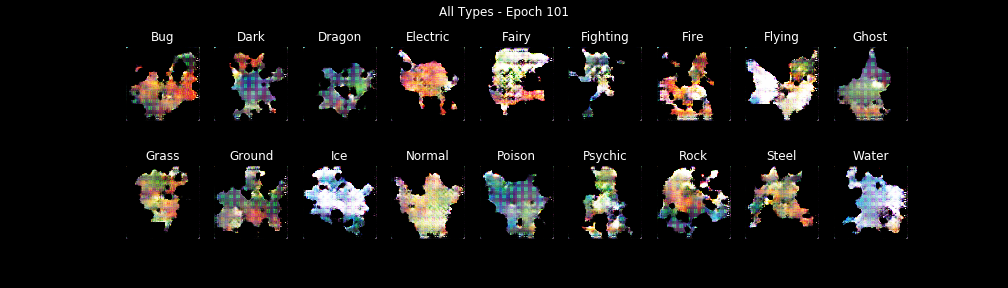 All Types - Epoch 101
Bug Dark Dragon Electric Fairy Fighting Fire Flying Ghost
Grass Ground Ice Normal Poison Psychic Rock Steel Water